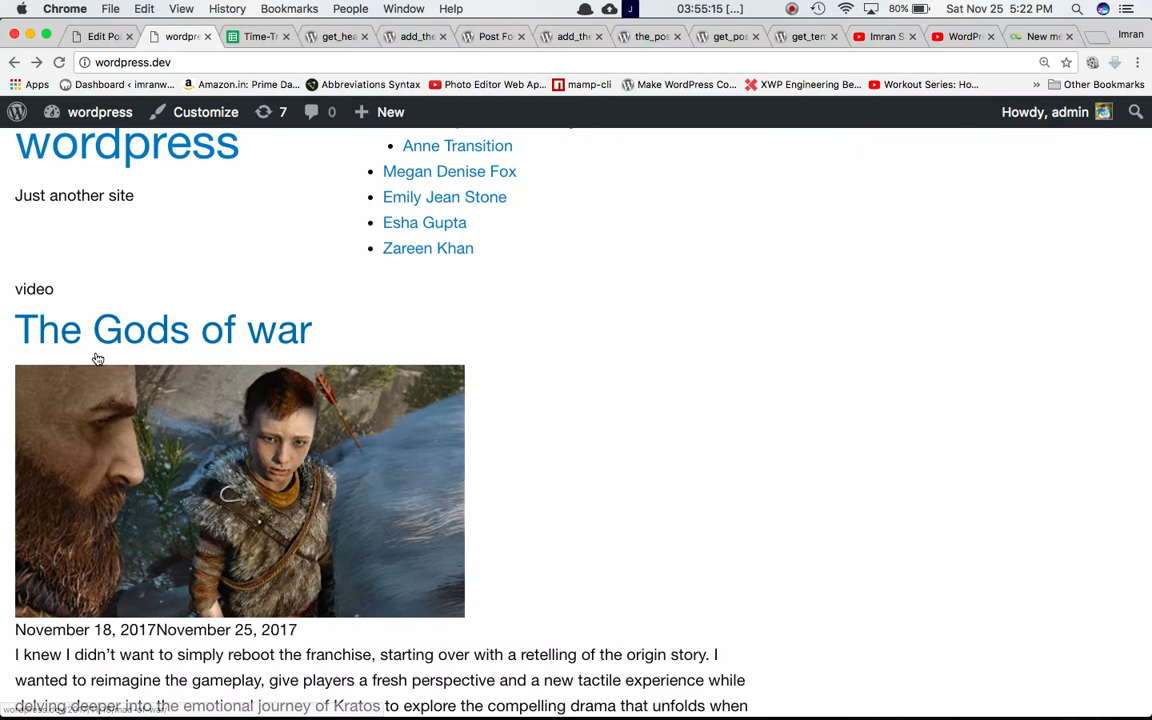 Chrome File Edit View History Bookmarks People Window Help 03:55:15 [...] 80% Sat Nov 25 5:22 PM
Edit Po × wordpre × Time-Tr × get_hea × add_the × Post Fo × add_the × the_pos × get_pos × get_tem × Imran S × WordPr × New me × Imran
wordpress.dev
Apps Dashboard ‹ imranw... Amazon.in: Prime Da... Abbreviations Syntax Photo Editor Web Ap... mamp-cli Make WordPress Co... XWP Engineering Be... Workout Series: Ho... » Other Bookmarks
wordpress Customize 7 0 + New Howdy, admin
wordpress
Just another site
Anne Transition
Megan Denise Fox
Emily Jean Stone
Esha Gupta
Zareen Khan
video
The Gods of war
November 18, 2017November 25, 2017
I knew I didn't want to simply reboot the franchise, starting over with a retelling of the origin story. I
wanted to reimagine the gameplay, give players a fresh perspective and a new tactile experience while
delving deeper into the emotional journey of Kratos to explore the compelling drama that unfolds when